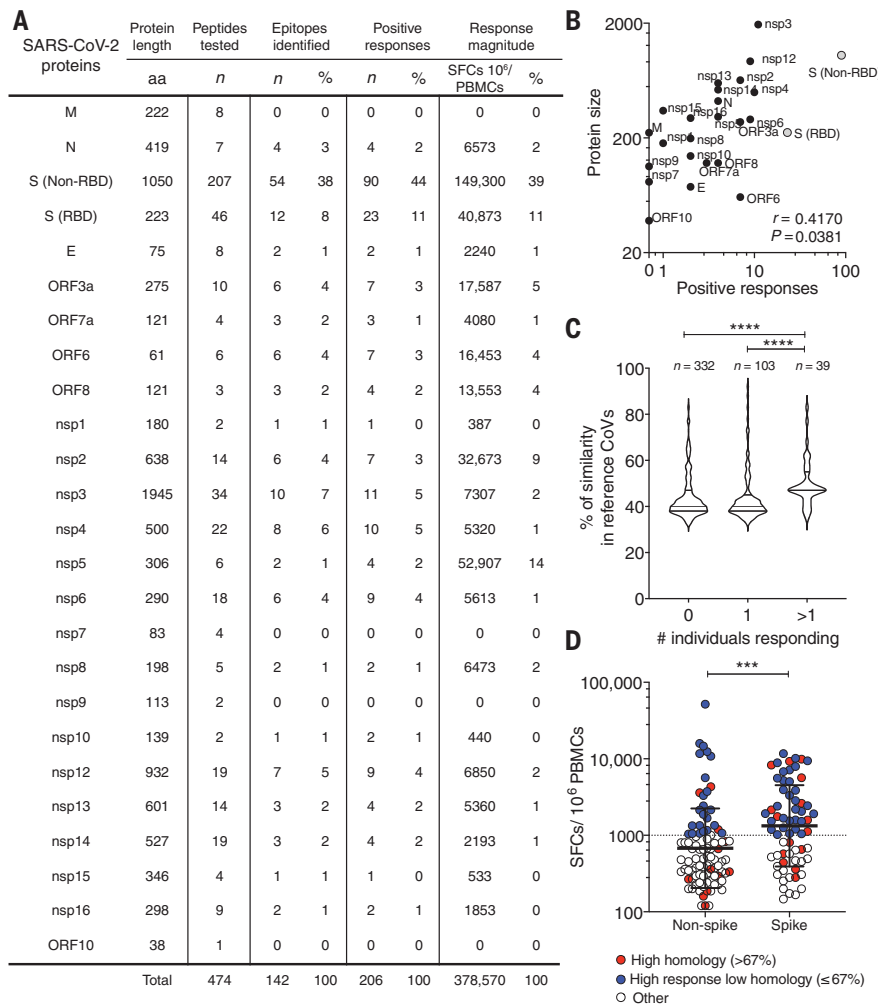 A
SARS-CoV-2 proteins Protein length Peptides tested Epitopes identified Positive responses Response magnitude
aa n n % n % SFCs 10⁶/ PBMCs %
M 222 8 0 0 0 0 0 0
N 419 7 4 3 4 2 6573 2
S (Non-RBD) 1050 207 54 38 90 44 149,300 39
S (RBD) 223 46 12 8 23 11 40,873 11
E 75 8 2 1 2 1 2240 1
ORF3a 275 10 6 4 7 3 17,587 5
ORF7a 121 4 3 2 3 1 4080 1
ORF6 61 6 6 4 7 3 16,453 4
ORF8 121 3 3 2 4 2 13,553 4
nsp1 180 2 1 1 1 0 387 0
nsp2 638 14 6 4 7 3 32,673 9
nsp3 1945 34 10 7 11 5 7307 2
nsp4 500 22 8 6 10 5 5320 1
nsp5 306 6 2 1 4 2 52,907 14
nsp6 290 18 6 4 9 4 5613 1
nsp7 83 4 0 0 0 0 0 0
nsp8 198 5 2 1 2 1 6473 2
nsp9 113 2 0 0 0 0 0 0
nsp10 139 2 1 1 2 1 440 0
nsp12 932 19 7 5 9 4 6850 2
nsp13 601 14 3 2 4 2 5360 1
nsp14 527 19 3 2 4 2 2193 1
nsp15 346 4 1 1 1 0 533 0
nsp16 298 9 2 1 2 1 1853 0
ORF10 38 1 0 0 0 0 0 0
Total 474 142 100 206 100 378,570 100
B
Protein size
2000
200
20
nsp3
nsp12
S (Non-RBD
nsp13
nsp2
nsp14
nsp4
N
nsp15
nsp16
nsp5
nsp6
M
ORF3a
S (RBD)
nsp1
nsp8
nsp10
nsp9
ORF8
ORF7a
nsp7
E
ORF6
ORF10
r = 0.4170
P = 0.0381
0 1 10 100
Positive responses
C
****
****
n = 332 n = 103 n = 39
% of similarity
in reference CoVs
100
80
60
40
20
0
0 1 >1
# individuals responding
D
***
SFCs/ 10⁶ PBMCs
100,000
10,000
1000
100
Non-spike Spike
High homology (>67%)
High response low homology (≤67%)
Other